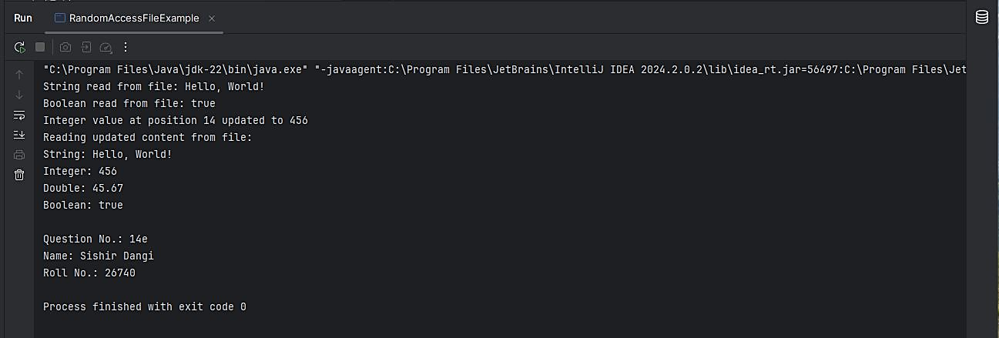 Run RandomAccessFileExample
"C:\Program Files\Java\jdk-22\bin\java.exe" "-javaagent:C:\Program Files\JetBrains\IntelliJ IDEA 2024.2.0.2\lib\idea_rt.jar=56497:C:\Program Files\Jet
String read from file: Hello, World!
Boolean read from file: true
Integer value at position 14 updated to 456
Reading updated content from file:
String: Hello, World!
Integer: 456
Double: 45.67
Boolean: true
Question No.: 14e
Name: Sishir Dangi
Roll No.: 26740
Process finished with exit code 0